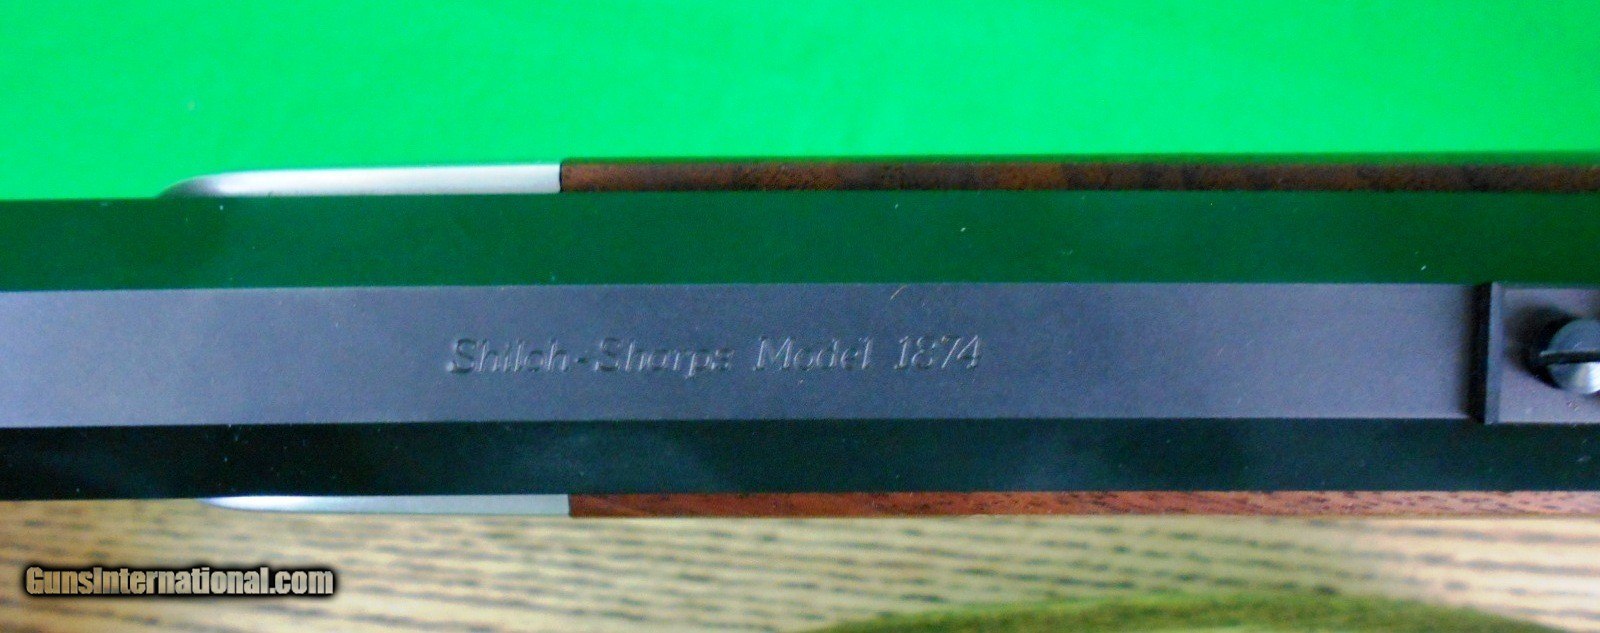 Shiloh-Sharps Model 1874
GunsInternational.com